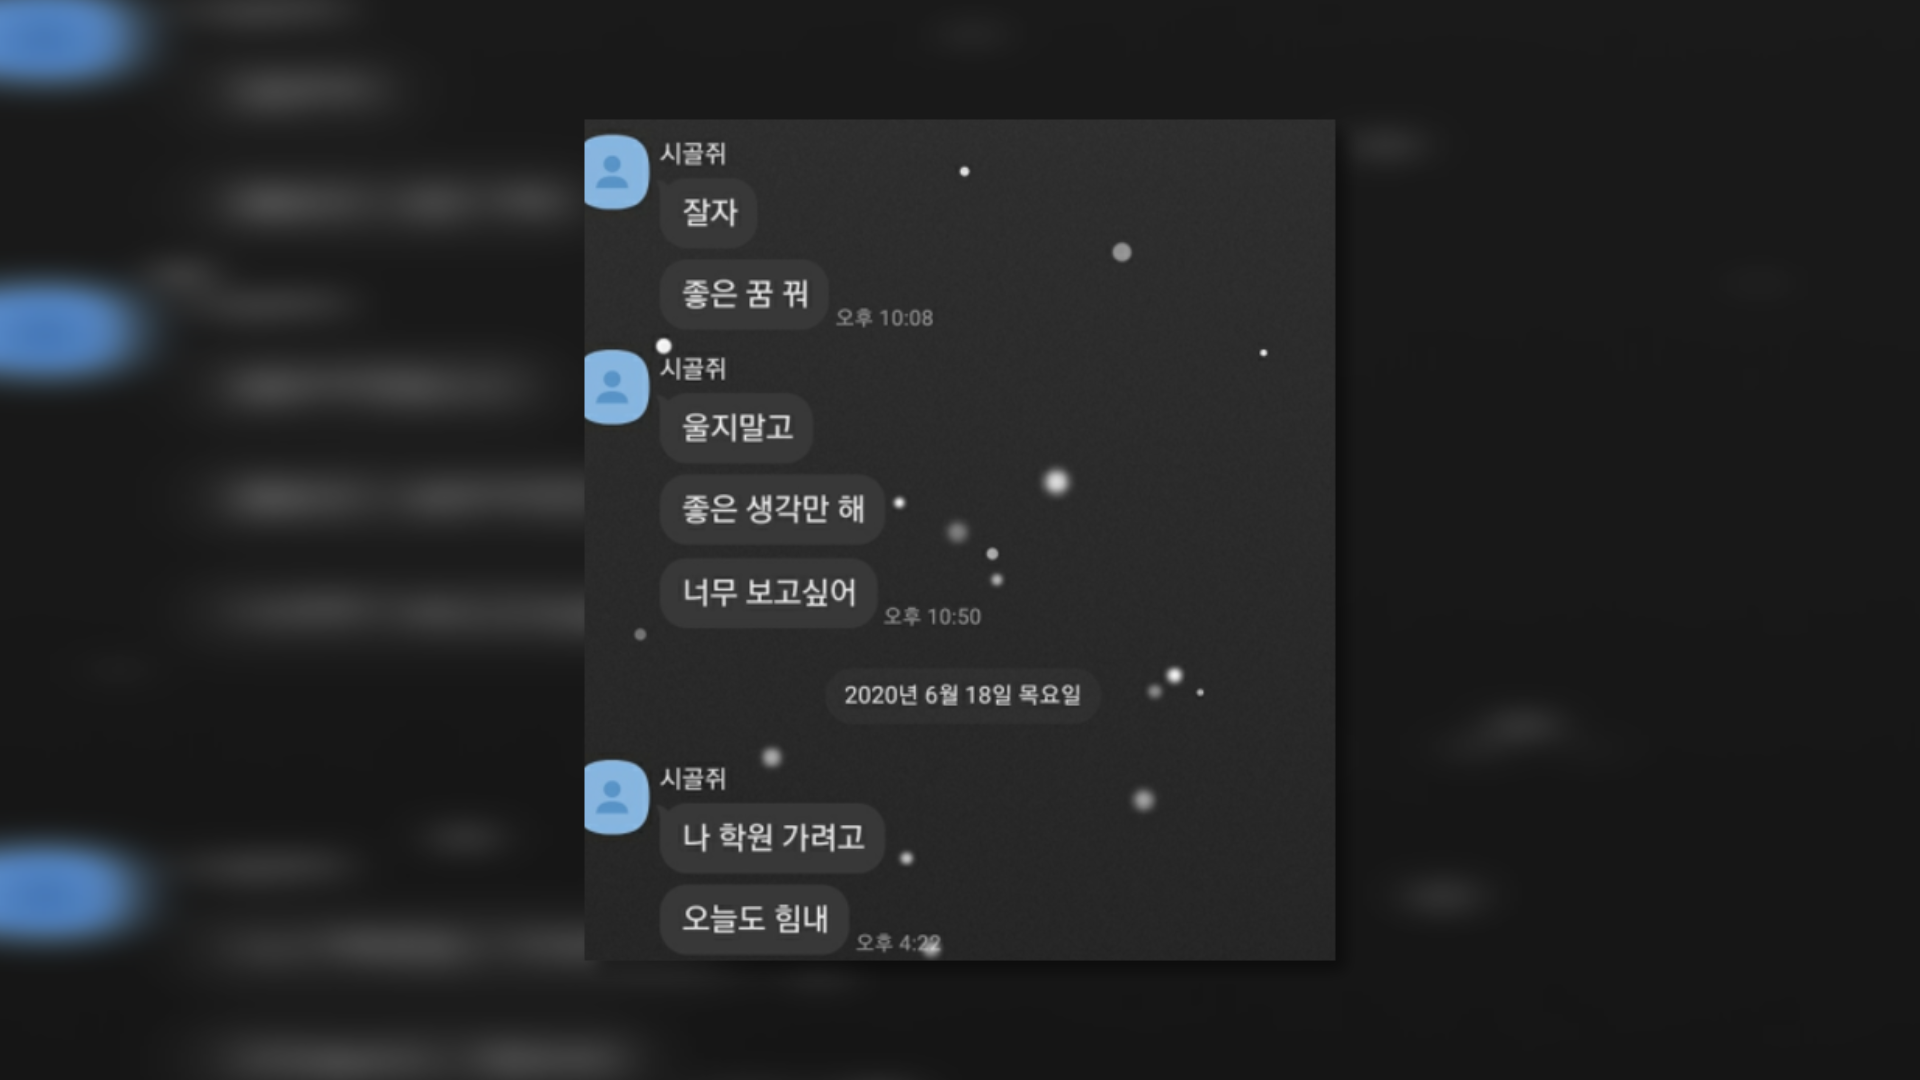 시골쥐
잘자
좋은 꿈 꿔
오후 10:08
시골쥐
울지말고
좋은 생각만 해
너무 보고싶어
오후 10:50
2020년 6월 18일 목요일
시골쥐
나 학원 가려고
오늘도 힘내
오후 4:22